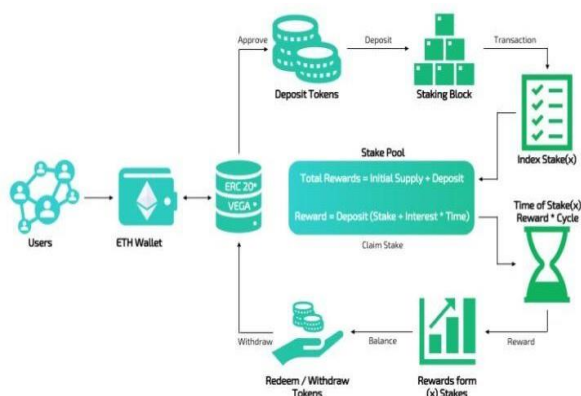 Approve
Deposit
Transaction
Deposit Tokens
Staking Block
Index Stake(x)
Stake Pool
Total Rewards = Initial Supply + Deposit
Reward = Deposit (Stake + Interest * Time)
Claim Stake
ERC 20
VEGA
Users
ETH Wallet
Time of Stake(x)
Reward * Cycle
Withdraw
Balance
Reward
Redeem / Withdraw
Tokens
Rewards form
(x) Stakes